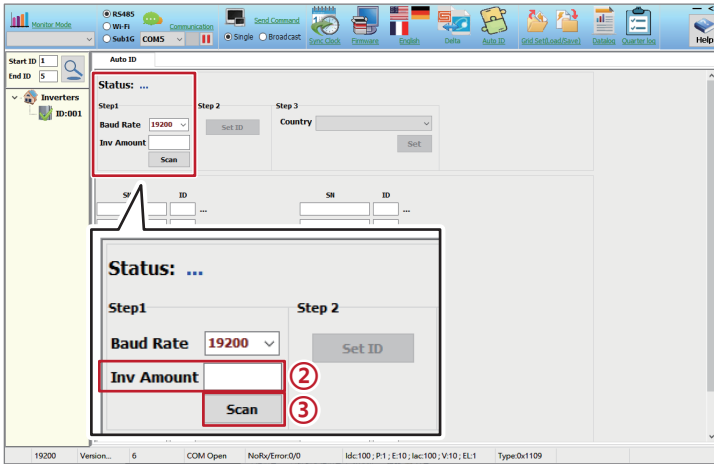 Monitor Mode
RS485
Wi-Fi
Sub1G
Communication
COM5
Send Command
Single
Broadcast
Sync Clock
Firmware
English
Delta
Auto ID
Grid Set(Load/Save)
Datalog
Quarter log
Help
Start ID 1
End ID 5
Inverters
ID:001
Auto ID
Status: ...
Step1
Step 2
Step 3
Baud Rate 19200
Set ID
Country
Inv Amount
Set
Scan
ID
SN
ID
...
...
Status: ...
Step1
Step 2
Baud Rate 19200
Set ID
Inv Amount
②
Scan
③
19200
Version...
6
COM Open
NoRx/Error:0/0
Idc:100 ; P:1 ; E:10 ; Iac:100 ; V:10 ; EL:1
Type:0x1109